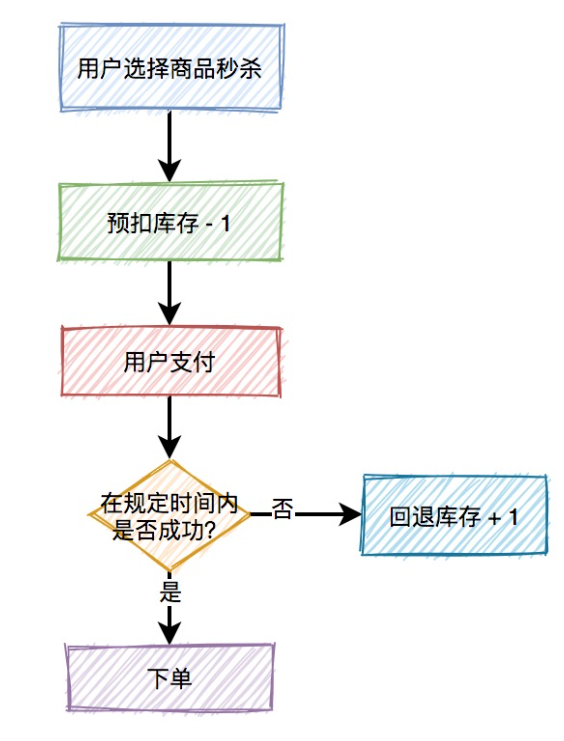 用户选择商品秒杀
预扣库存 - 1
用户支付
在规定时间内
是否成功?
否
回退库存 + 1
是
下单